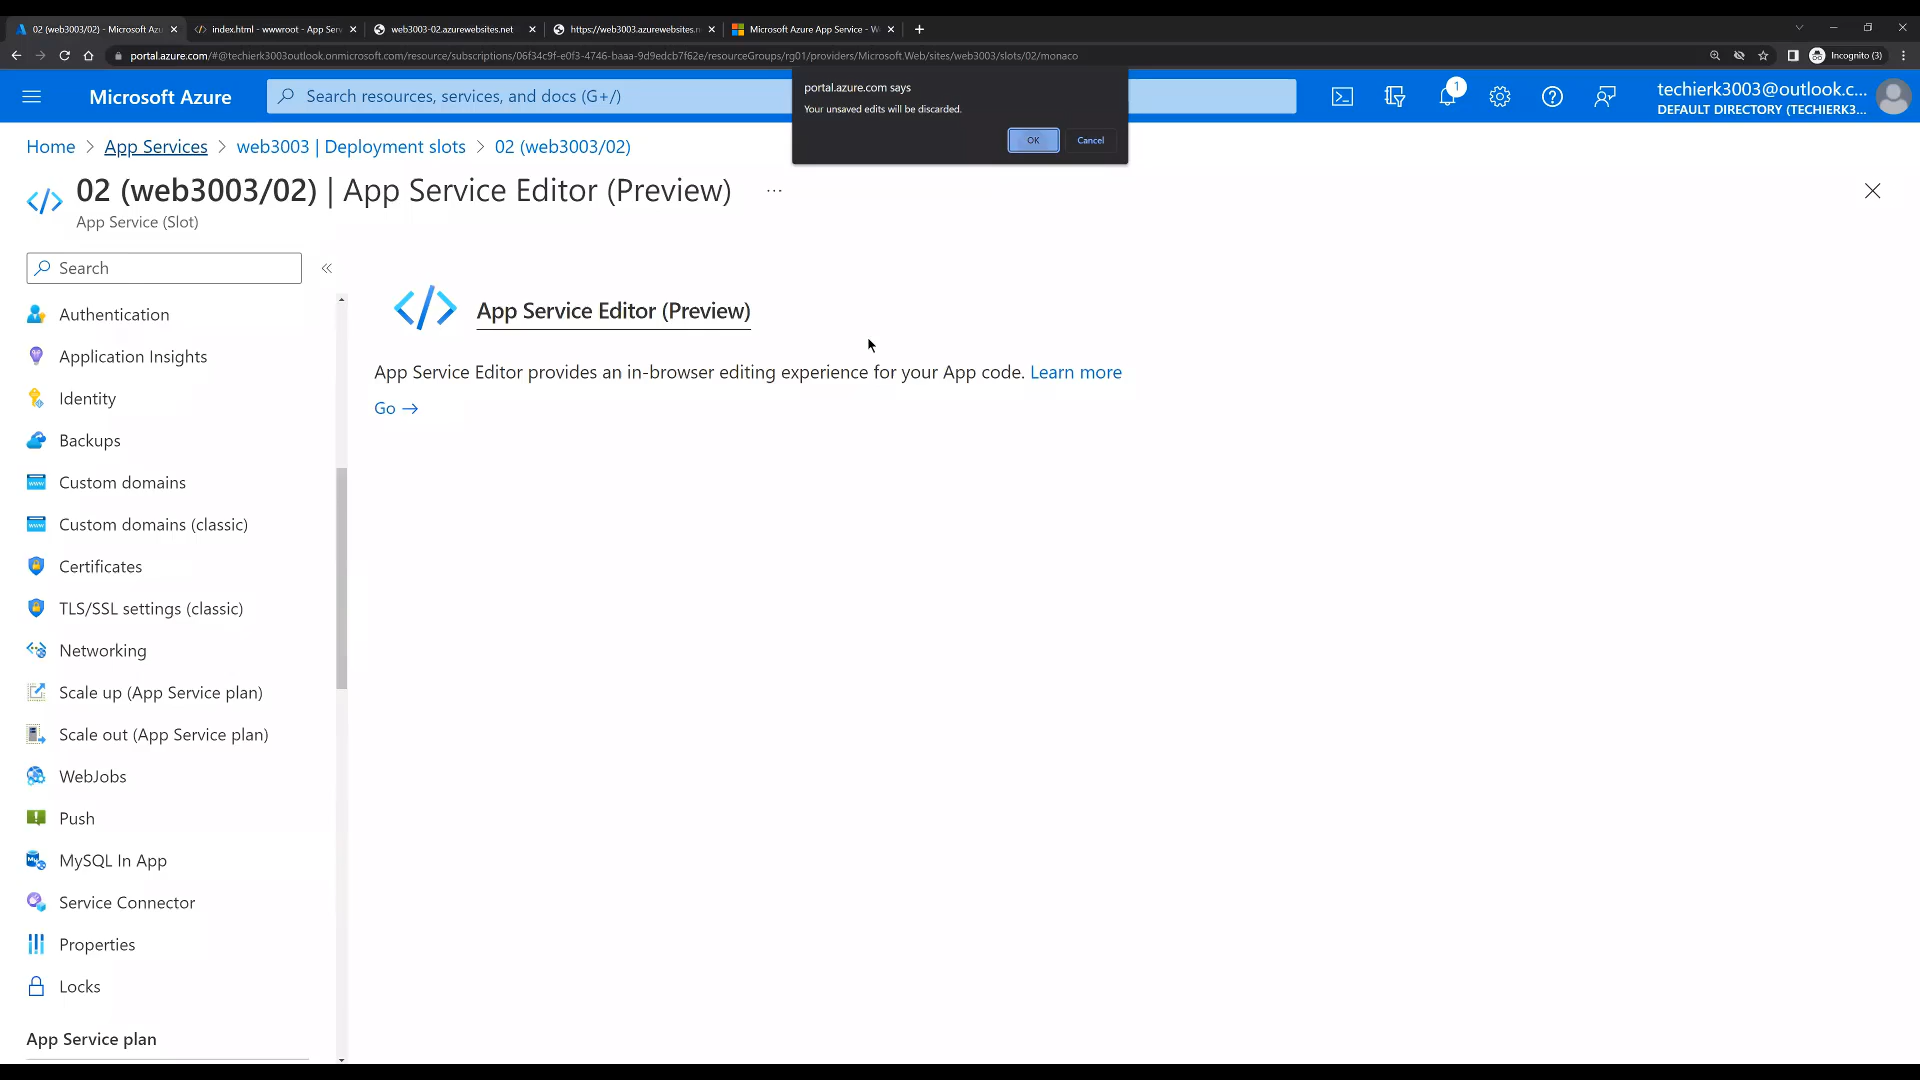 02 (web3003/02) - Microsoft Azu
index.html - wwwroot - App Serv
web3003-02.azurewebsites.net
https://web3003.azurewebsites.n
Microsoft Azure App Service - W
portal.azure.com/#@techierk3003outlook.onmicrosoft.com/resource/subscriptions/06f34c9f-e0f3-4746-baaa-9d9edcb7f62e/resourceGroups/rg01/providers/Microsoft.Web/sites/web3003/slots/02/monaco
Incognito (3)
Microsoft Azure
Search resources, services, and docs (G+/)
portal.azure.com says
Your unsaved edits will be discarded.
OK
Cancel
1
techierk3003@outlook.c...
DEFAULT DIRECTORY (TECHIERK3...
Home > App Services > web3003 | Deployment slots > 02 (web3003/02)
02 (web3003/02) | App Service Editor (Preview) ...
App Service (Slot)
Search
Authentication
Application Insights
Identity
Backups
Custom domains
Custom domains (classic)
Certificates
TLS/SSL settings (classic)
Networking
Scale up (App Service plan)
Scale out (App Service plan)
WebJobs
Push
MySQL In App
Service Connector
Properties
Locks
App Service plan
App Service Editor (Preview)
App Service Editor provides an in-browser editing experience for your App code. Learn more
Go →